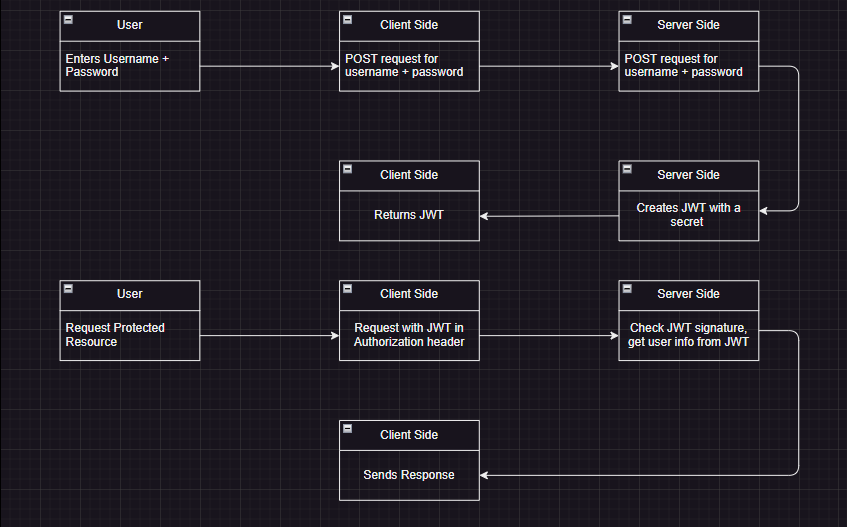 User
Enters Username +
Password
Client Side
POST request for
username + password
Server Side
POST request for
username + password
Client Side
Returns JWT
Server Side
Creates JWT with a
secret
User
Request Protected
Resource
Client Side
Request with JWT in
Authorization header
Server Side
Check JWT signature,
get user info from JWT
Client Side
Sends Response